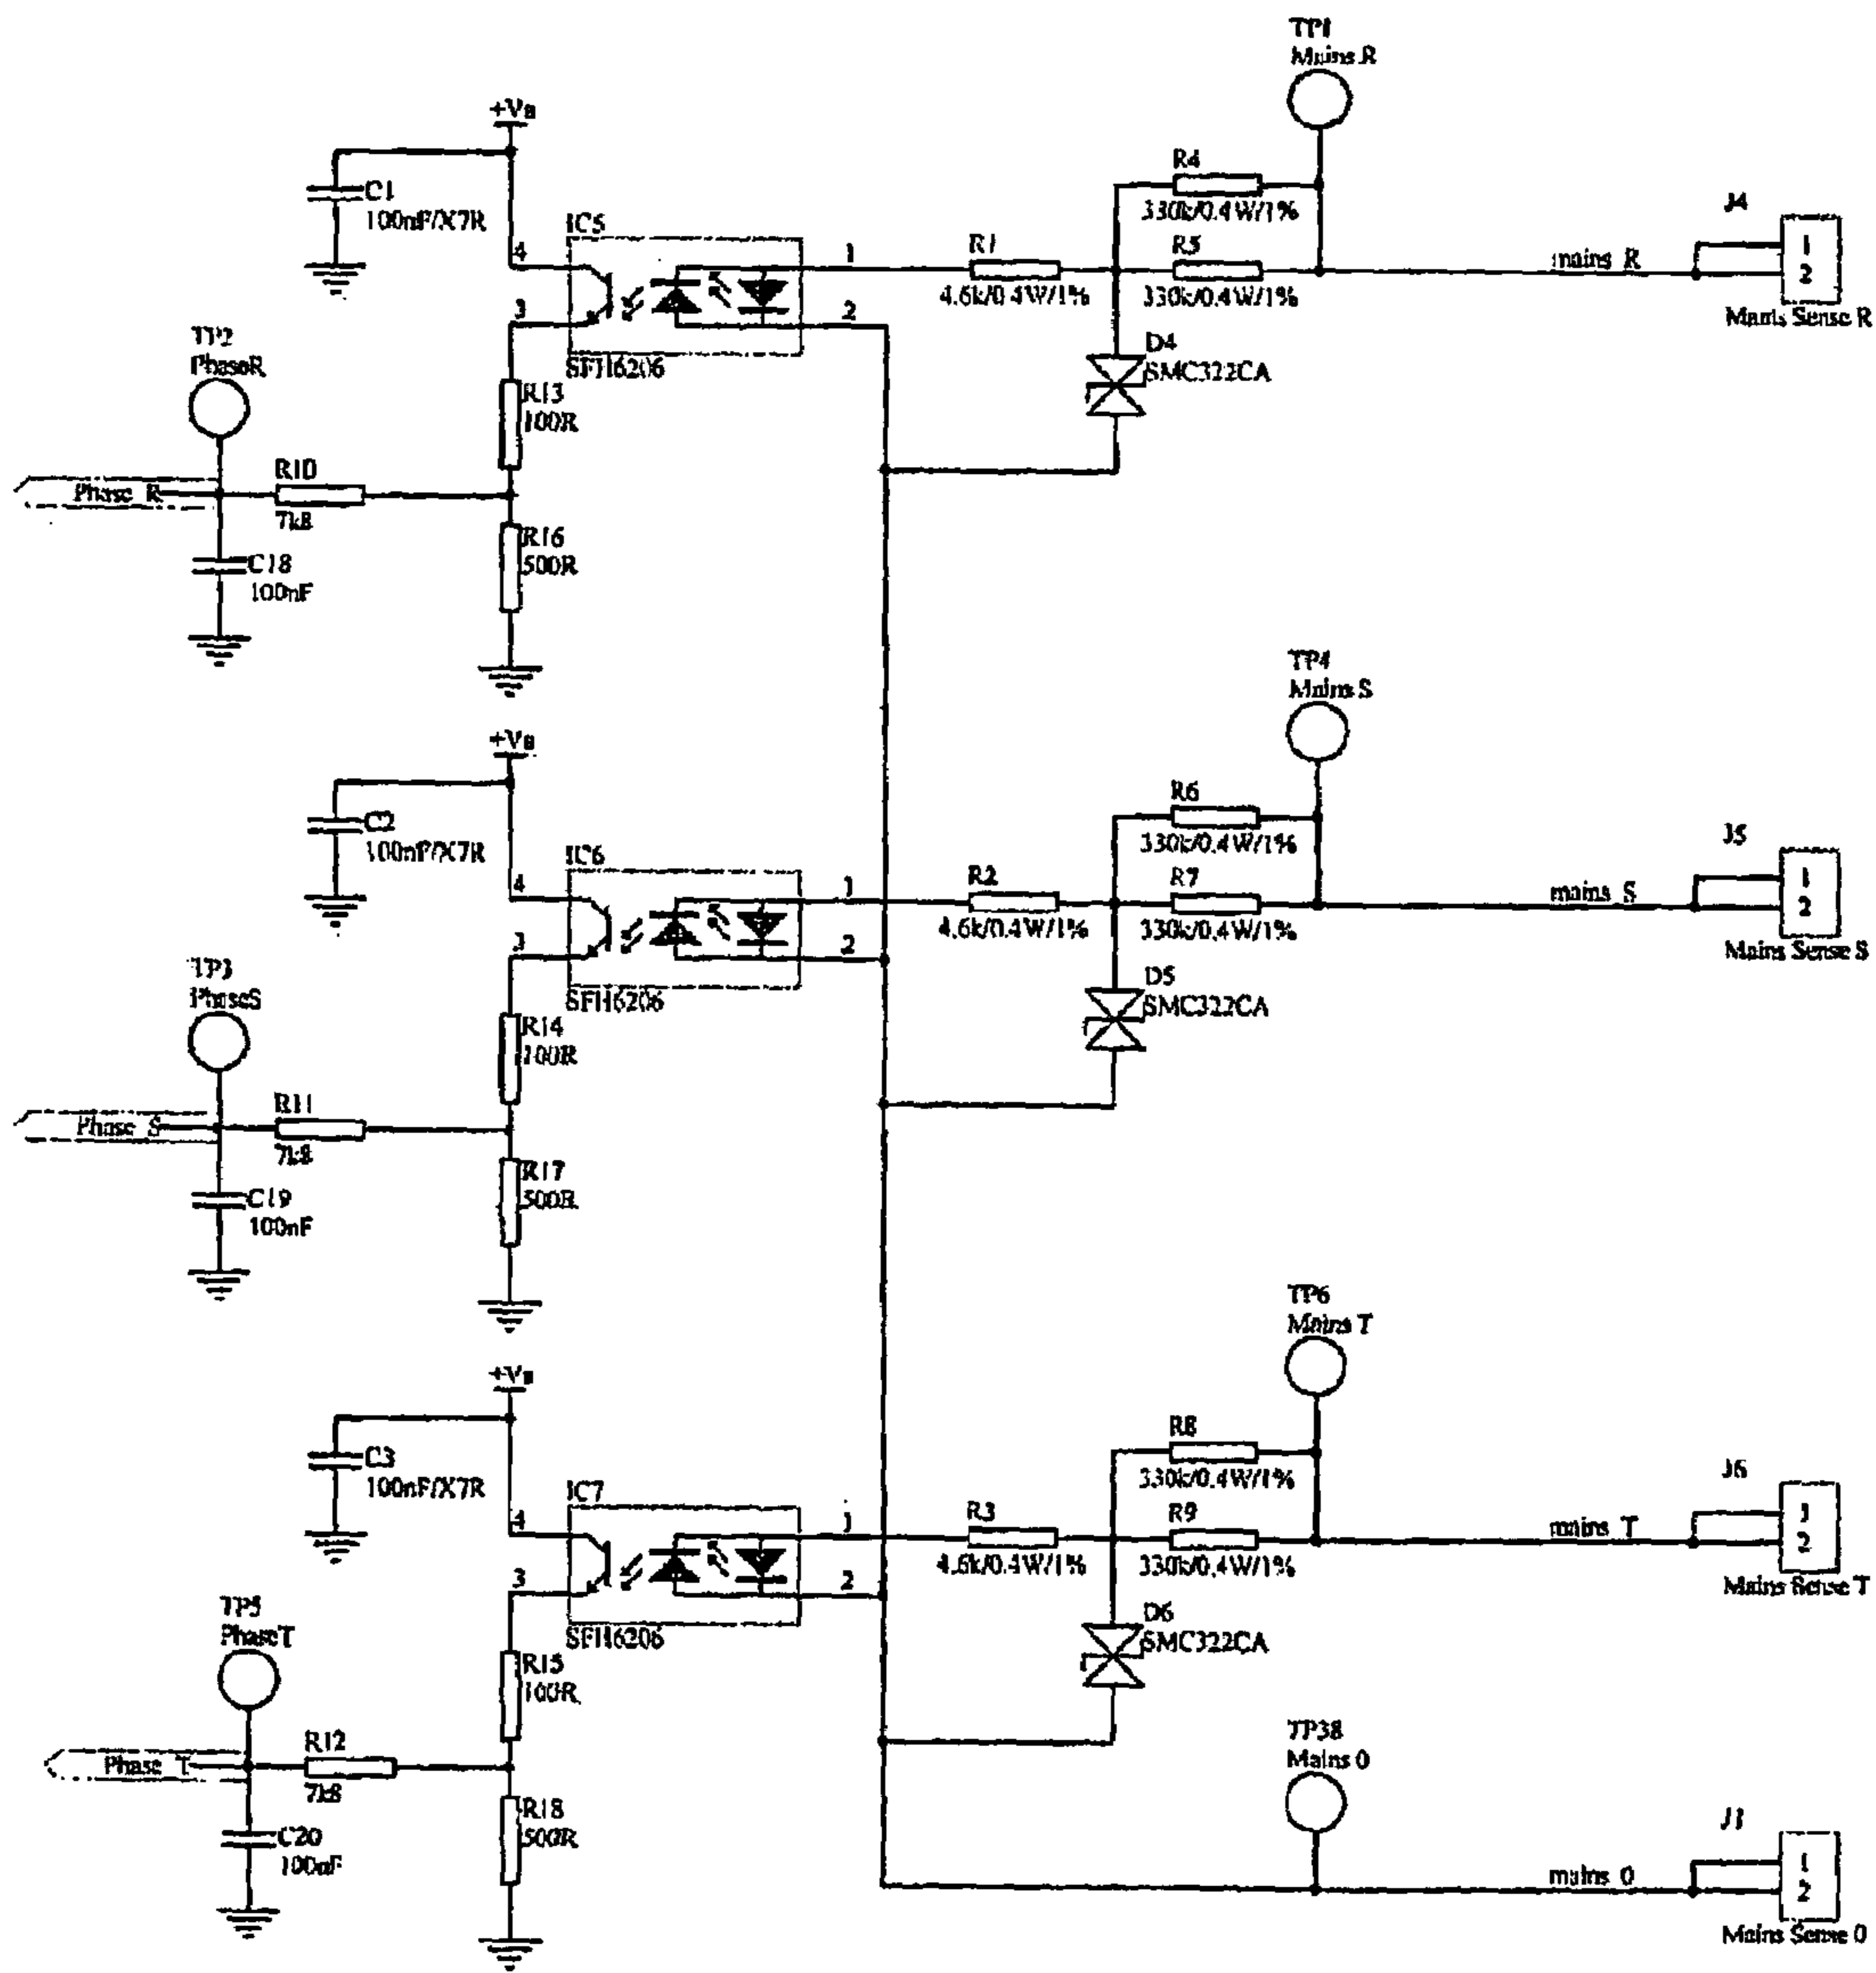 TP1
Mains R
+Va
C1
100nF/X7R
IC5
4
3
1
2
SFH6206
R1
4.6k/0.4W/1%
R4
330k/0.4W/1%
R5
330k/0.4W/1%
mains R
J4
1
2
Mains Sense R
D4
SMC322CA
TP2
PhaseR
R13
100R
Phase R
R10
7k8
R16
500R
C18
100nF
TP4
Mains S
+Va
C2
100nF/X7R
IC6
4
3
1
2
SFH6206
R2
4.6k/0.4W/1%
R6
330k/0.4W/1%
R7
330k/0.4W/1%
mains S
J5
1
2
Mains Sense S
D5
SMC322CA
TP3
PhaseS
R14
100R
Phase S
R11
7k8
R17
500R
C19
100nF
TP6
Mains T
+Va
C3
100nF/X7R
IC7
4
3
1
2
SFH6206
R3
4.6k/0.4W/1%
R8
330k/0.4W/1%
R9
330k/0.4W/1%
mains T
J6
1
2
Mains Sense T
D6
SMC322CA
TP5
PhaseT
R15
100R
Phase T
R12
7k8
R18
500R
C20
100nF
TP38
Mains 0
mains 0
1
2
Mains Sense 0